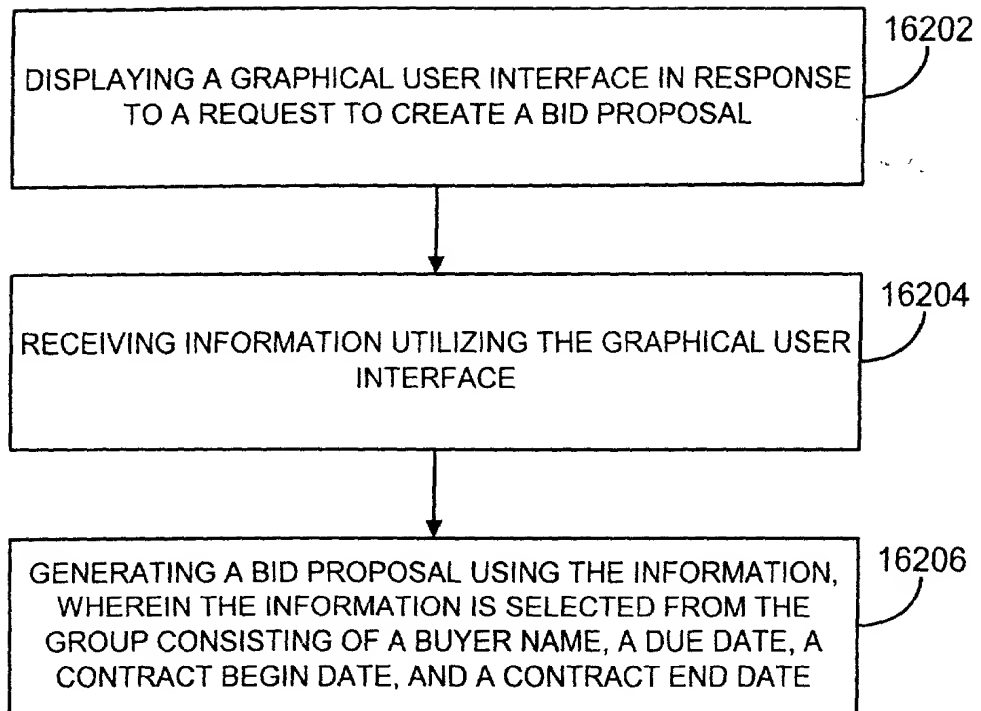 16202
DISPLAYING A GRAPHICAL USER INTERFACE IN RESPONSE
TO A REQUEST TO CREATE A BID PROPOSAL
16204
RECEIVING INFORMATION UTILIZING THE GRAPHICAL USER
INTERFACE
16206
GENERATING A BID PROPOSAL USING THE INFORMATION,
WHEREIN THE INFORMATION IS SELECTED FROM THE
GROUP CONSISTING OF A BUYER NAME, A DUE DATE, A
CONTRACT BEGIN DATE, AND A CONTRACT END DATE